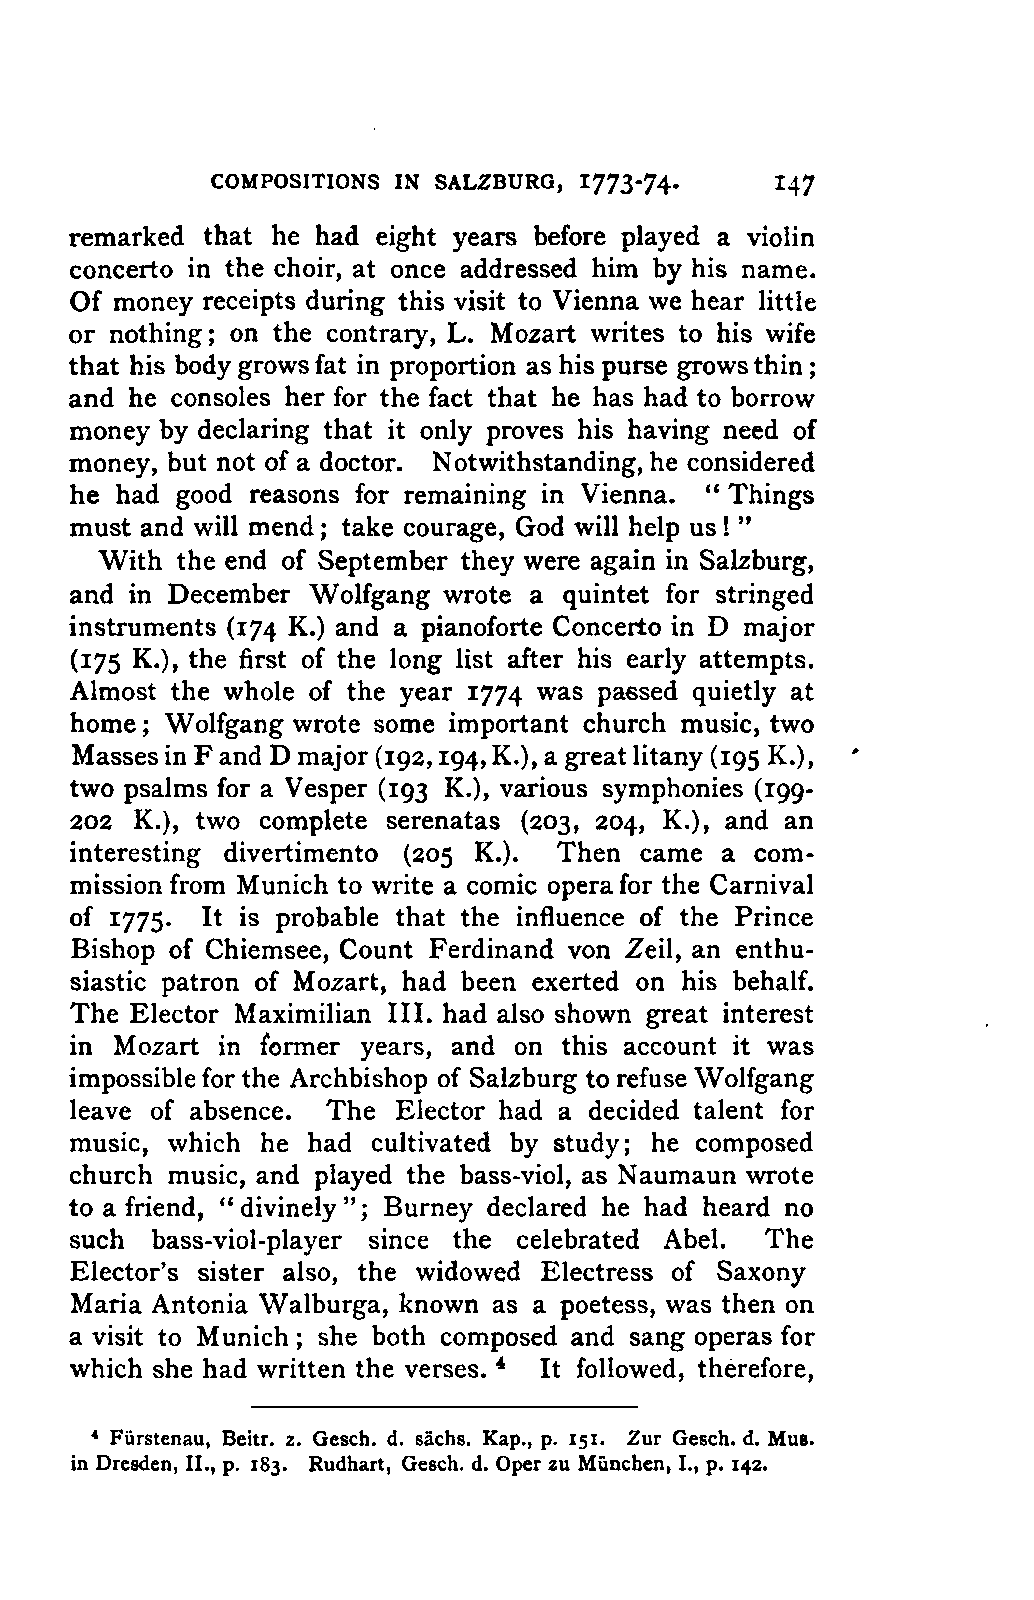 COMPOSITIONS IN SALZBURG, 1773-74. 147
remarked that he had eight years before played a violin
concerto in the choir, at once addressed him by his name.
Of money receipts during this visit to Vienna we hear little
or nothing; on the contrary, L. Mozart writes to his wife
that his body grows fat in proportion as his purse grows thin;
and he consoles her for the fact that he has had to borrow
money by declaring that it only proves his having need of
money, but not of a doctor. Notwithstanding, he considered
he had good reasons for remaining in Vienna. “Things
must and will mend; take courage, God will help us!”
With the end of September they were again in Salzburg,
and in December Wolfgang wrote a quintet for stringed
instruments (174 K.) and a pianoforte Concerto in D major
(175 K.), the first of the long list after his early attempts.
Almost the whole of the year 1774 was passed quietly at
home; Wolfgang wrote some important church music, two
Masses in F and D major (192, 194, K.), a great litany (195 K.),
two psalms for a Vesper (193 K.), various symphonies (199-
202 K.), two complete serenatas (203, 204, K.), and an
interesting divertimento (205 K.). Then came a com-
mission from Munich to write a comic opera for the Carnival
of 1775. It is probable that the influence of the Prince
Bishop of Chiemsee, Count Ferdinand von Zeil, an enthu-
siastic patron of Mozart, had been exerted on his behalf.
The Elector Maximilian III. had also shown great interest
in Mozart in former years, and on this account it was
impossible for the Archbishop of Salzburg to refuse Wolfgang
leave of absence. The Elector had a decided talent for
music, which he had cultivated by study; he composed
church music, and played the bass-viol, as Naumaun wrote
to a friend, “divinely”; Burney declared he had heard no
such bass-viol-player since the celebrated Abel. The
Elector's sister also, the widowed Electress of Saxony
Maria Antonia Walburga, known as a poetess, was then on
a visit to Munich; she both composed and sang operas for
which she had written the verses. ⁴ It followed, therefore,
⁴ Fürstenau, Beitr. z. Gesch. d. sächs. Kap., p. 151. Zur Gesch. d. Mus.
in Dresden, II., p. 183. Rudhart, Gesch. d. Oper zu München, I., p. 142.